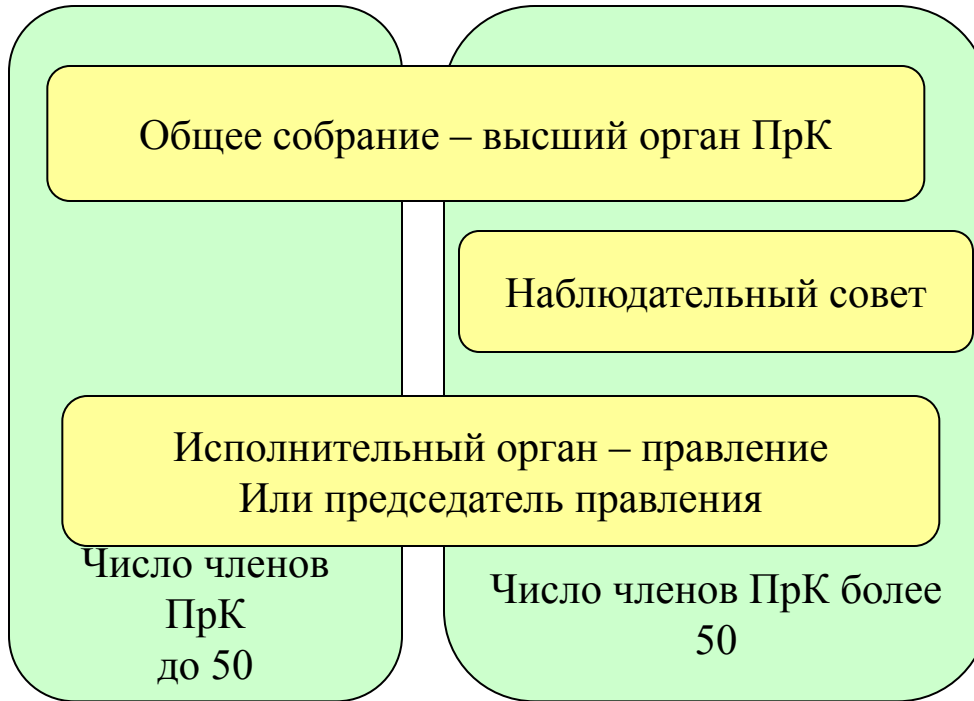 Общее собрание – высший орган ПрК
Наблюдательный совет
Исполнительный орган – правление
Или председатель правления
Число членов
ПрК
до 50
Число членов ПрК более
50